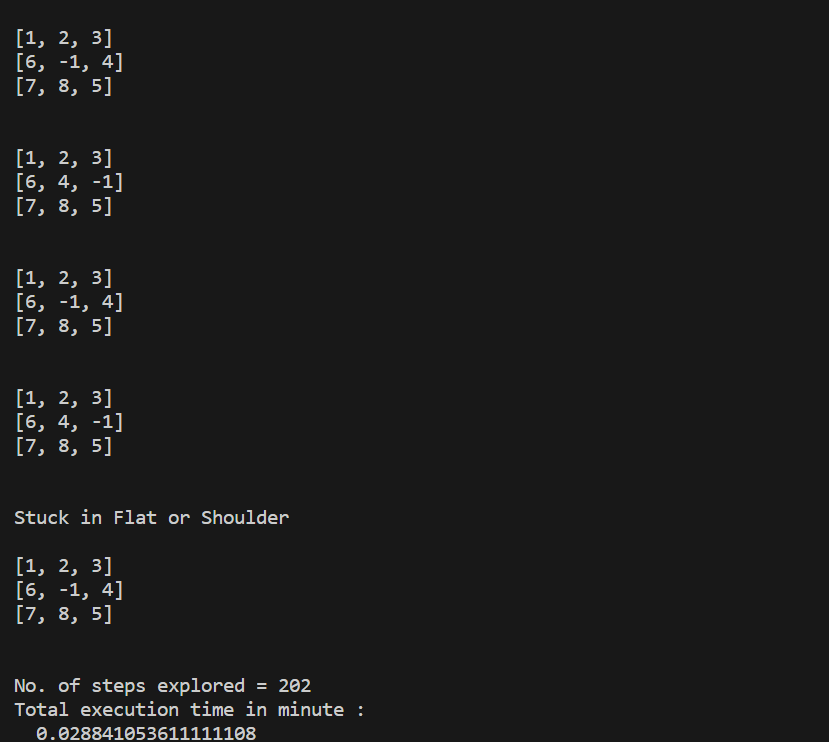 [1, 2, 3]
[6, -1, 4]
[7, 8, 5]
[1, 2, 3]
[6, 4, -1]
[7, 8, 5]
[1, 2, 3]
[6, -1, 4]
[7, 8, 5]
[1, 2, 3]
[6, 4, -1]
[7, 8, 5]
Stuck in Flat or Shoulder
[1, 2, 3]
[6, -1, 4]
[7, 8, 5]
No. of steps explored = 202
Total execution time in minute :
0.028841053611111108